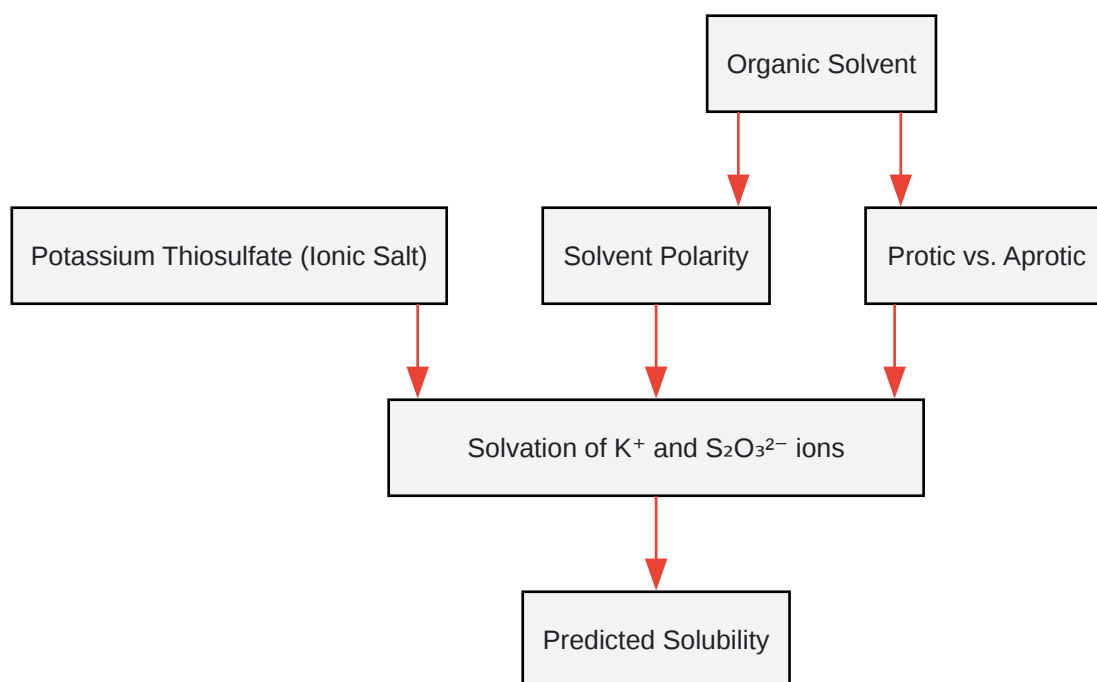 Organic Solvent
Potassium Thiosulfate (Ionic Salt)
Solvent Polarity
Protic vs. Aprotic
Solvation of K⁺ and S₂O₃²⁻ ions
Predicted Solubility